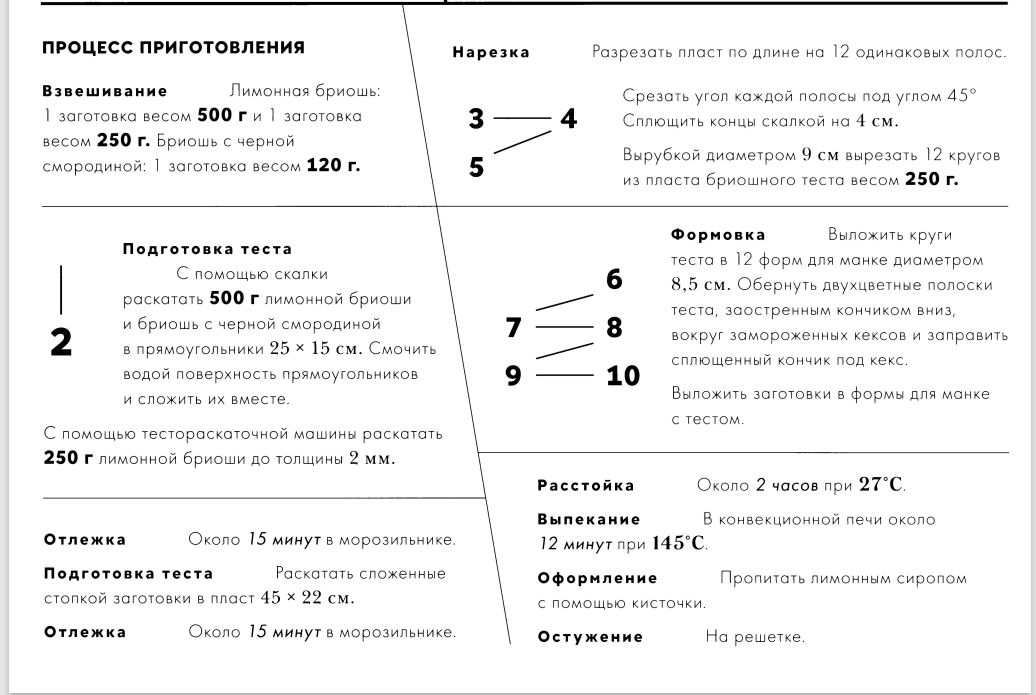 ПРОЦЕСС ПРИГОТОВЛЕНИЯ
Взвешивание Лимонная бриошь:
1 заготовка весом 500 г и 1 заготовка
весом 250 г. Бриошь с черной
смородиной: 1 заготовка весом 120 г.
2
Подготовка теста
С помощью скалки
раскатать 500 г лимонной бриоши
и бриошь с черной смородиной
в прямоугольники 25 × 15 см. Смочить
водой поверхность прямоугольников
и сложить их вместе.
С помощью тестораскаточной машины раскатать
250 г лимонной бриоши до толщины 2 мм.
Отлежка Около 15 минут в морозильнике.
Подготовка теста Раскатать сложенные
стопкой заготовки в пласт 45 × 22 см.
Отлежка Около 15 минут в морозильнике.
Нарезка Разрезать пласт по длине на 12 одинаковых полос.
3 4
5
Срезать угол каждой полосы под углом 45°
Сплющить концы скалкой на 4 см.
Вырубкой диаметром 9 см вырезать 12 кругов
из пласта бриошного теста весом 250 г.
6
7 8
9 10
Формовка Выложить круги
теста в 12 форм для манке диаметром
8,5 см. Обернуть двухцветные полоски
теста, заостренным кончиком вниз,
вокруг замороженных кексов и заправить
сплющенный кончик под кекс.
Выложить заготовки в формы для манке
с тестом.
Расстойка Около 2 часов при 27°C.
Выпекание В конвекционной печи около
12 минут при 145°C.
Оформление Пропитать лимонным сиропом
с помощью кисточки.
Остужение На решетке.